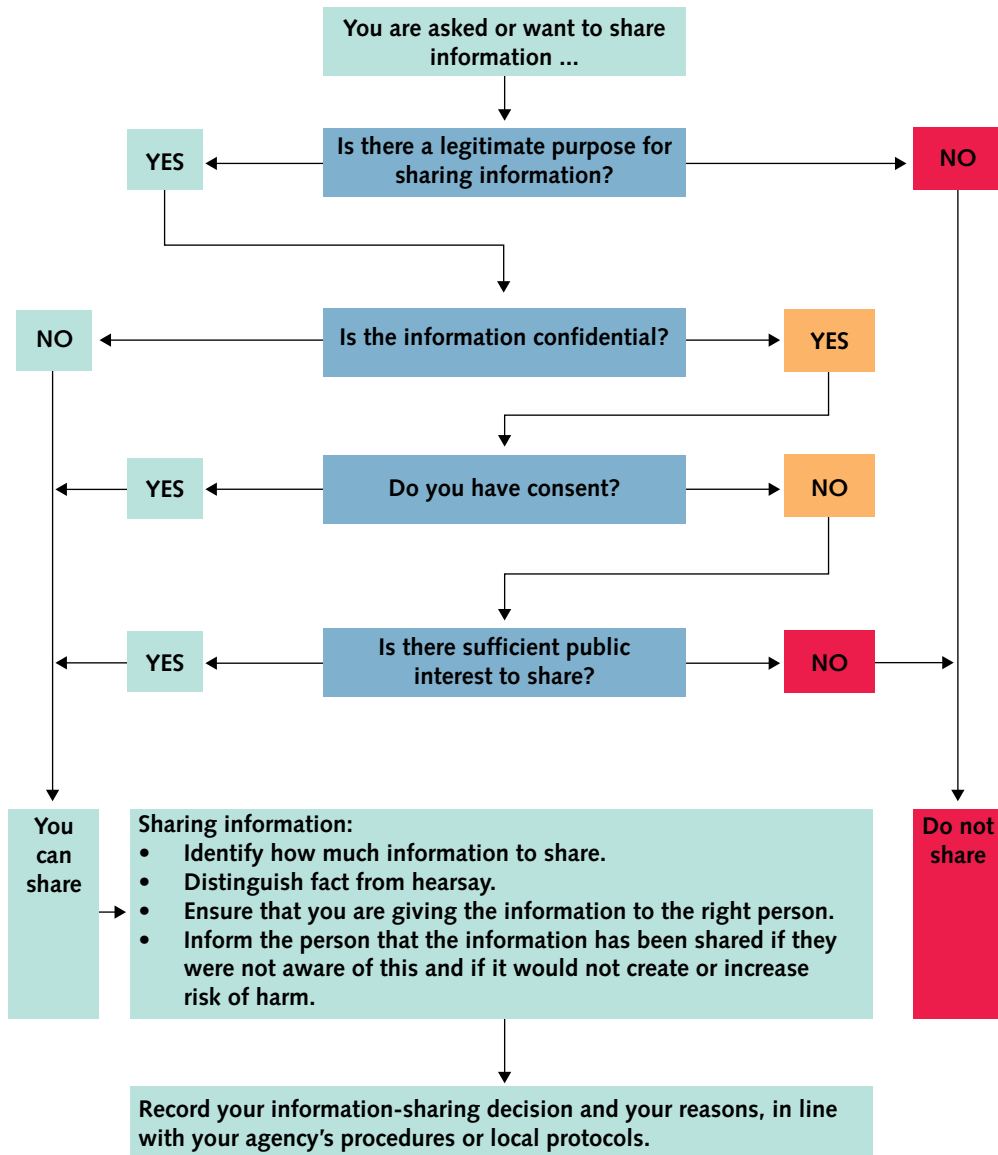 You are asked or want to share
information ...
YES
Is there a legitimate purpose for
sharing information?
NO
NO
Is the information confidential?
YES
YES
Do you have consent?
NO
YES
Is there sufficient public
interest to share?
NO
You
can
share
Sharing information:
• Identify how much information to share.
• Distinguish fact from hearsay.
• Ensure that you are giving the information to the right person.
• Inform the person that the information has been shared if they
were not aware of this and if it would not create or increase
risk of harm.
Do not
share
Record your information-sharing decision and your reasons, in line
with your agency’s procedures or local protocols.